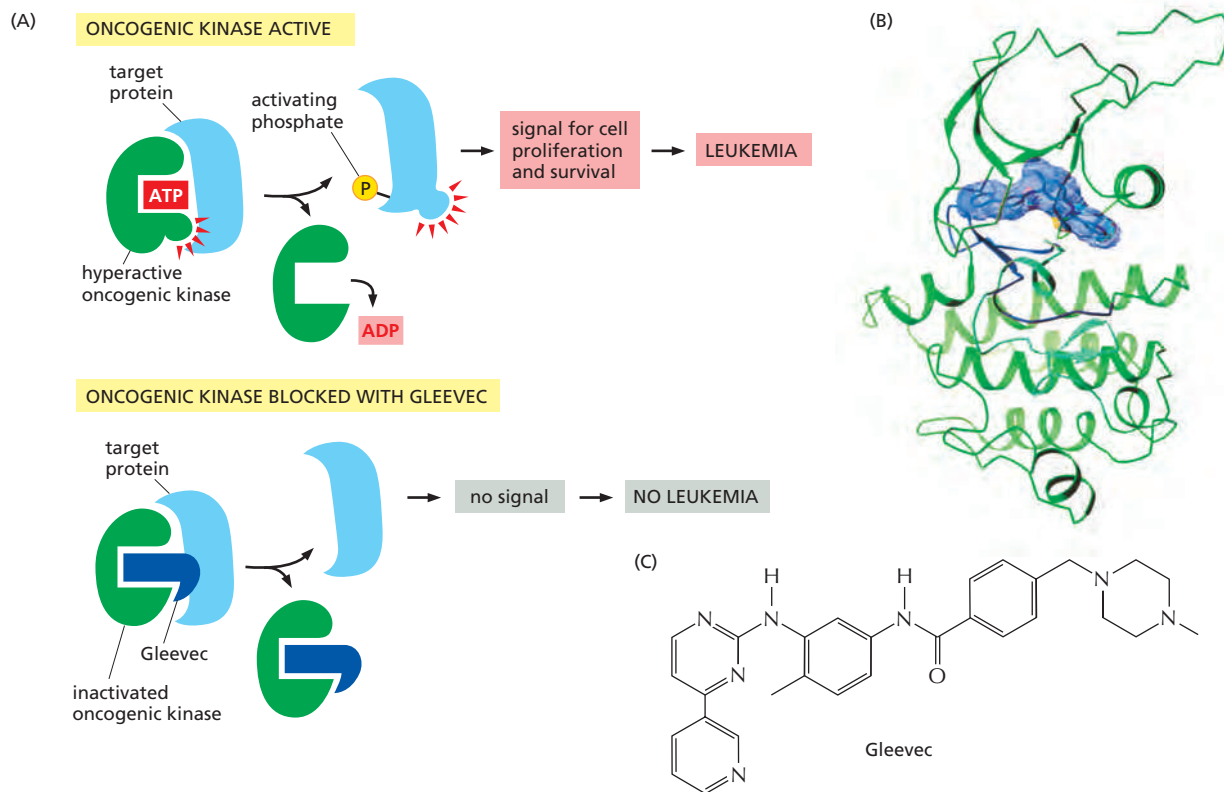 (A)
ONCOGENIC KINASE ACTIVE
target
protein
activating
phosphate
ATP
P
hyperactive
oncogenic kinase
ADP
signal for cell
proliferation
and survival
LEUKEMIA
ONCOGENIC KINASE BLOCKED WITH GLEEVEC
target
protein
Gleevec
inactivated
oncogenic kinase
no signal
NO LEUKEMIA
(B)
(C)
H
H
N
N
N
N
N
N
O
N
Gleevec